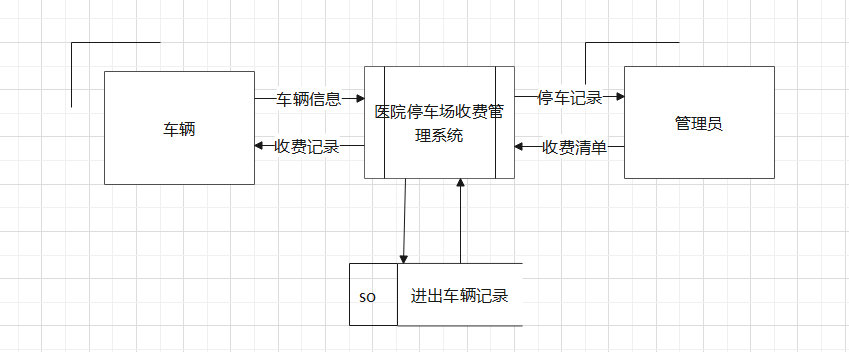 车辆
车辆信息
收费记录
医院停车场收费管
理系统
停车记录
收费清单
管理员
so
进出车辆记录